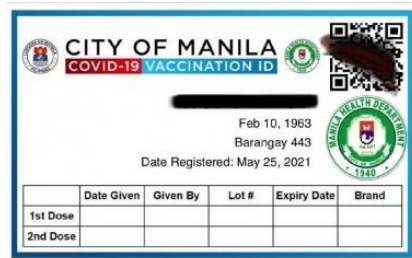 CITY OF MANILA
COVID-19 VACCINATION ID
Feb 10, 1963
Barangay 443
Date Registered: May 25, 2021
MANILA HEALTH DEPARTMENT
1940
Date Given Given By Lot # Expiry Date Brand
1st Dose
2nd Dose